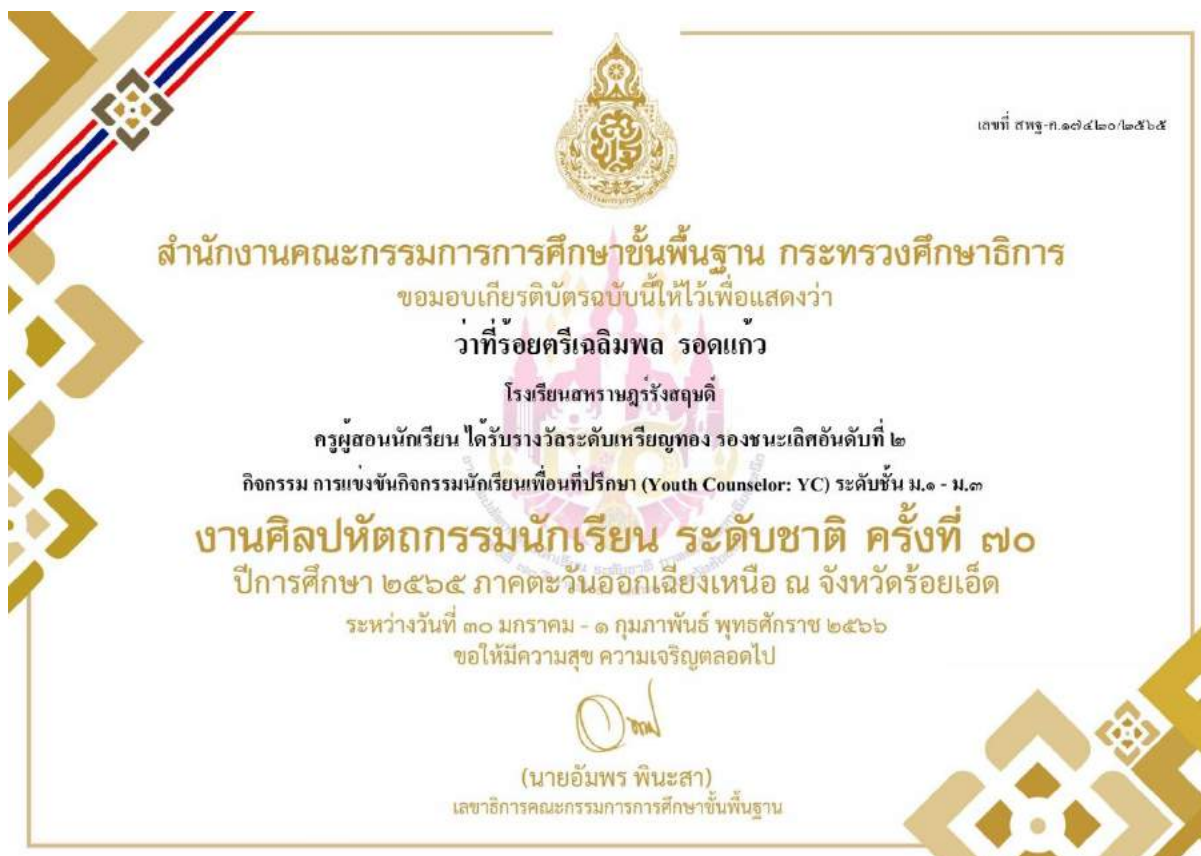 เลขที่ สพฐ-ก.๑๗๔๒๐/๒๕๖๕
สำนักงานคณะกรรมการการศึกษาขั้นพื้นฐาน กระทรวงศึกษาธิการ
ขอมอบเกียรติบัตรฉบับนี้ให้ไว้เพื่อแสดงว่า
ว่าที่ร้อยตรีเฉลิมพล รอดแก้ว
โรงเรียนสหราษฎร์รังสฤษดิ์
ครูผู้สอนนักเรียน ได้รับรางวัลระดับเหรียญทอง รองชนะเลิศอันดับที่ ๒
กิจกรรม การแข่งขันกิจกรรมนักเรียนเพื่อนที่ปรึกษา (Youth Counselor: YC) ระดับชั้น ม.๑ - ม.๓
งานศิลปหัตถกรรมนักเรียน ระดับชาติ ครั้งที่ ๗๐
ปีการศึกษา ๒๕๖๕ ภาคตะวันออกเฉียงเหนือ ณ จังหวัดร้อยเอ็ด
ระหว่างวันที่ ๓๐ มกราคม - ๑ กุมภาพันธ์ พุทธศักราช ๒๕๖๖
ขอให้มีความสุข ความเจริญตลอดไป
(นายอัมพร พินะสา)
เลขาธิการคณะกรรมการการศึกษาขั้นพื้นฐาน